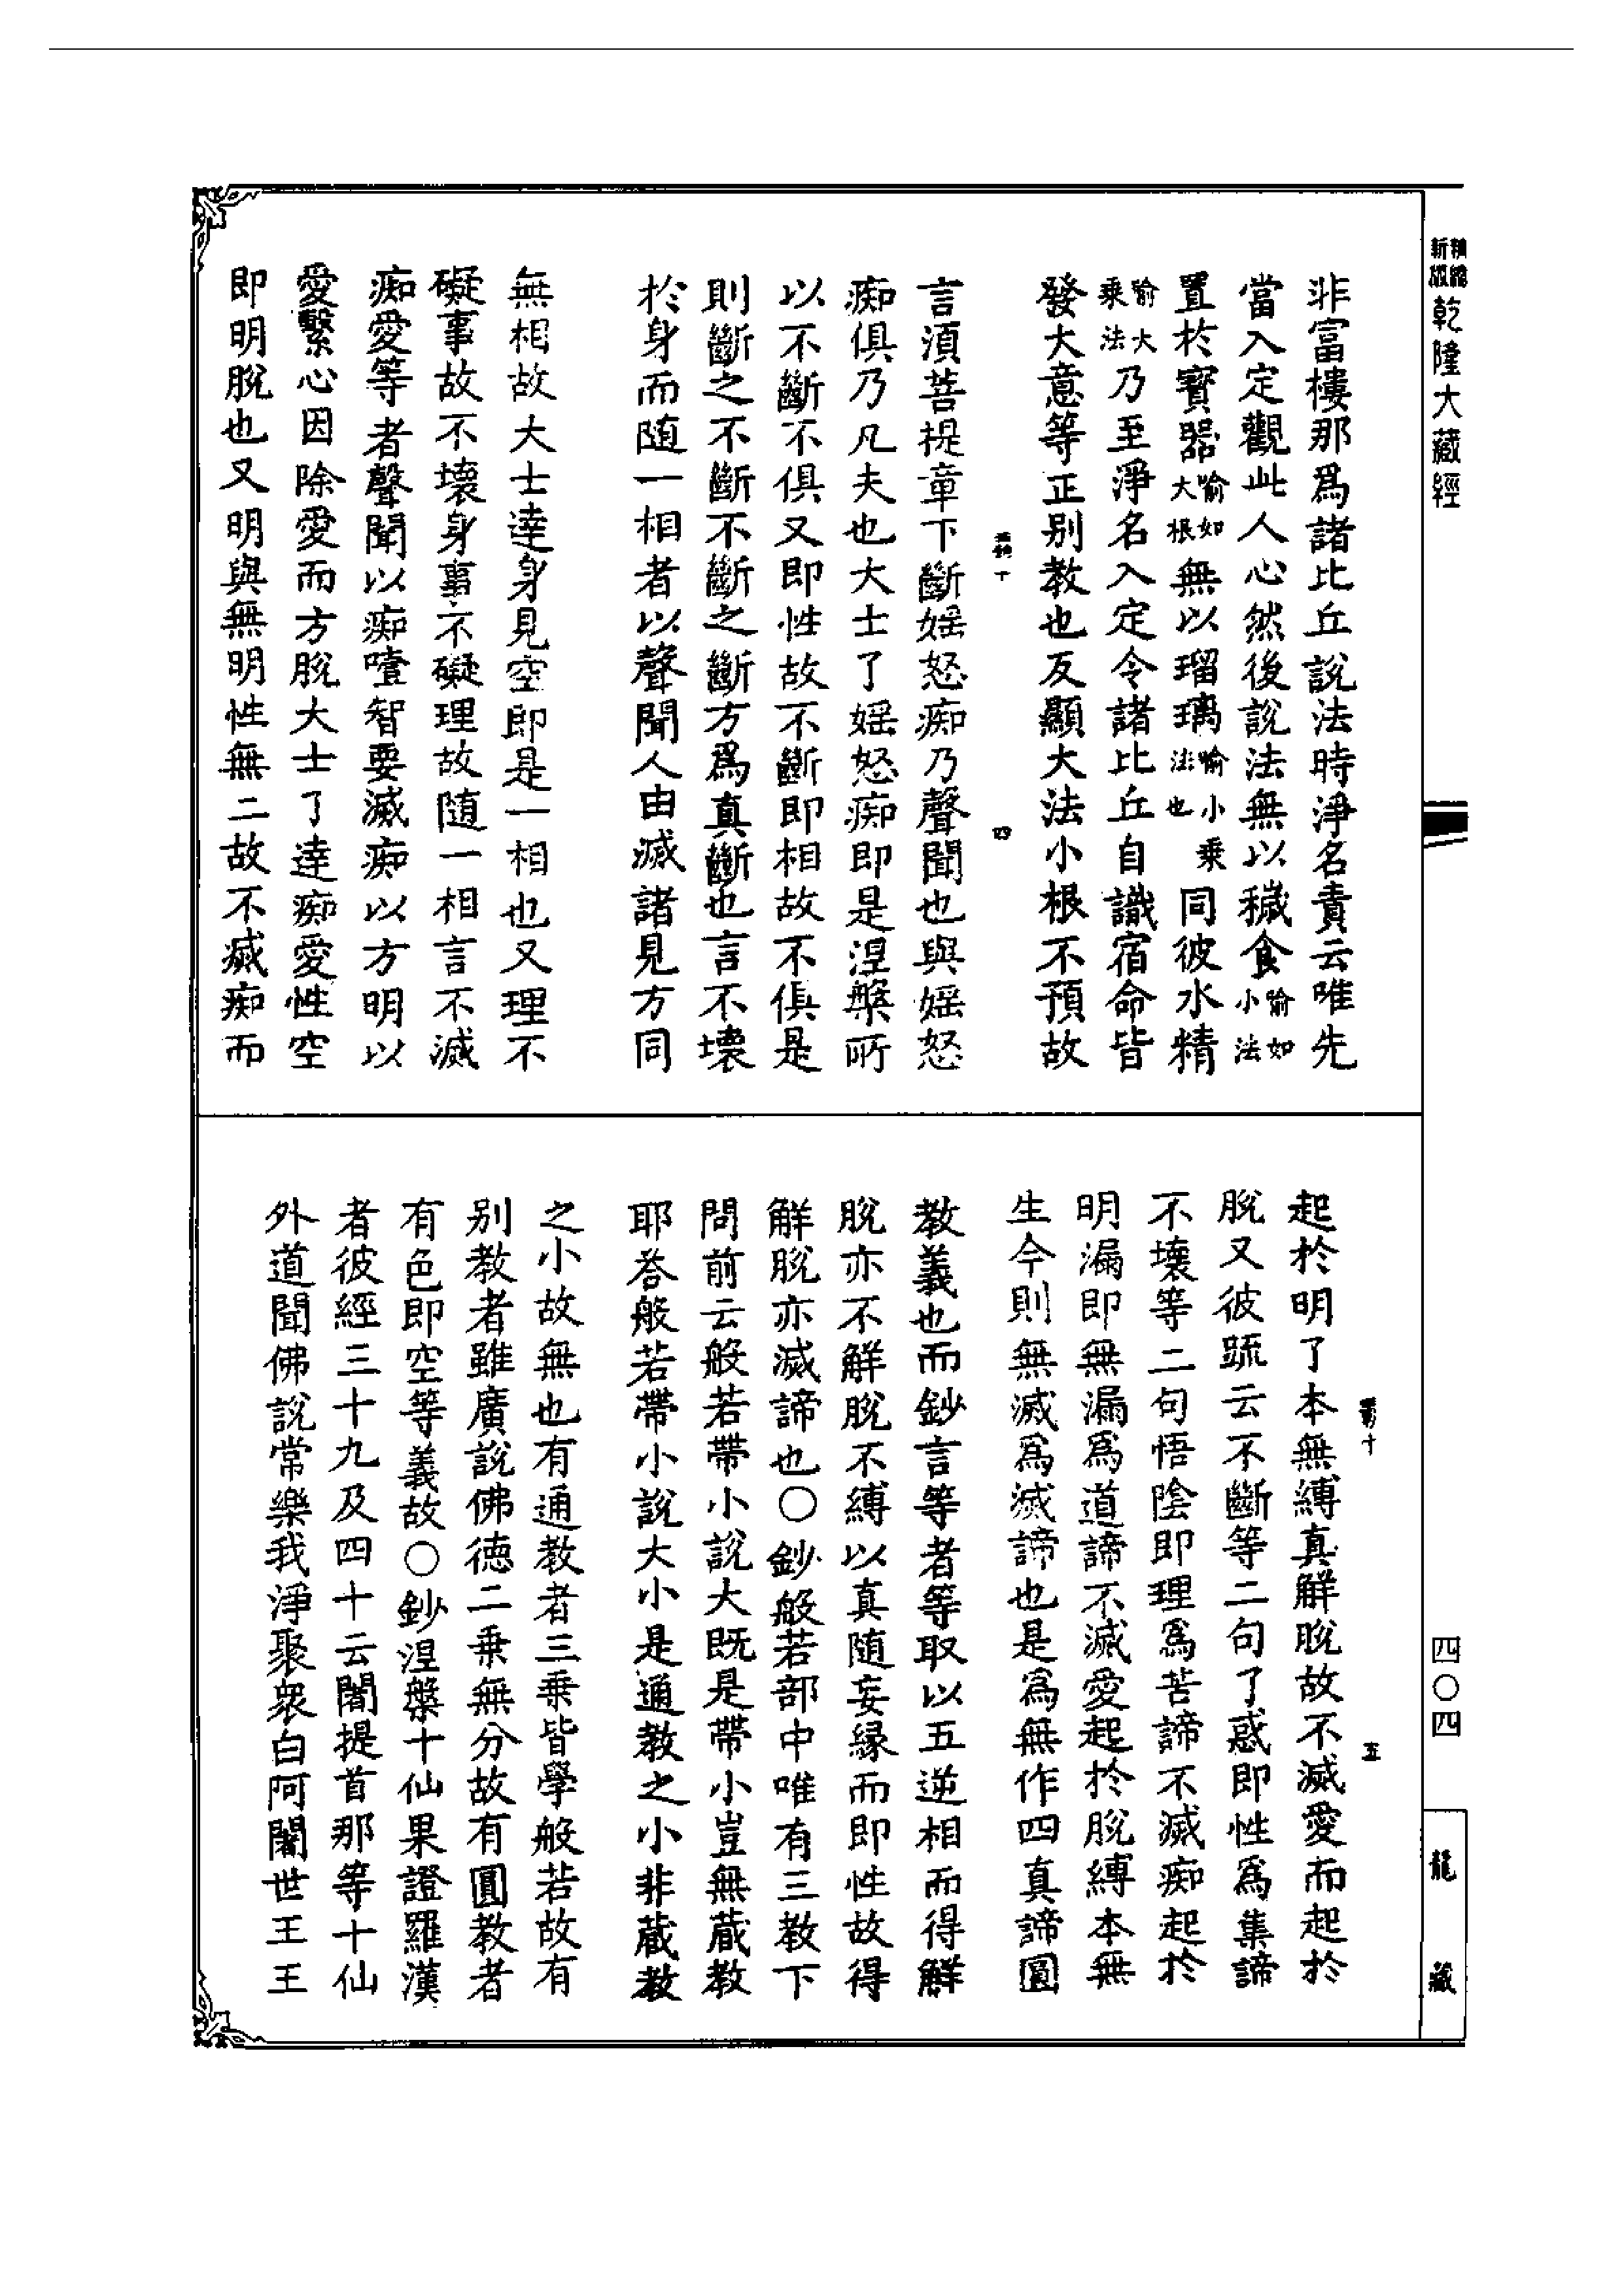 精縮
新版
乾隆大藏經
非富樓那爲諸比丘說法時淨名責云唯先
當入定觀此人心然後說法無以穢食喻如小法
置於寳器喻如大根無以瑠璃喻小乘法也同彼水精
喻大乘法乃至淨名入定令諸比丘自識宿命皆
發大意等正別教也反顯大法小根不預故
十
四
言須菩提章下斷婬怒痴乃聲聞也與婬怒
痴俱乃凡夫也大士了婬怒痴即是涅槃所
以不斷不俱又即性故不斷即相故不俱是
則斷之不斷不斷之斷方爲真斷也言不壞
於身而随一相者以聲聞人由滅諸見方同
無相故大士達身見空即是一相也又理不
礙事故不壞身事不礙理故随一相言不滅
痴愛等者聲聞以痴噎智要滅痴以方明以
愛繫心因除愛而方脫大士了達痴愛性空
即明脫也又明與無明性無二故不滅痴而
十
五
起於明了本無縛真解脫故不滅愛而起於
脫又彼疏云不斷等二句了惑即性爲集諦
不壞等二句悟陰即理爲苦諦不滅痴起於
明漏即無漏爲道諦不滅愛起於脫縛本無
生今則無滅爲滅諦也是爲無作四真諦圓
教義也而鈔言等者等取以五逆相而得解
脫亦不解脫不縛以真随妄縁而即性故得
解脫亦滅諦也○鈔般若部中唯有三教下
問前云般若帶小說大既是帶小豈無蔵教
耶荅般若帶小說大小是通教之小非蔵教
之小故無也有通教者三乘皆學般若故有
別教者雖廣說佛德二乘無分故有圓教者
有色即空等義故○鈔涅槃十仙果證羅漢
者彼經三十九及四十云闍提首那等十仙
外道聞佛說常樂我淨聚衆白阿闍世王王
四〇四
龍藏